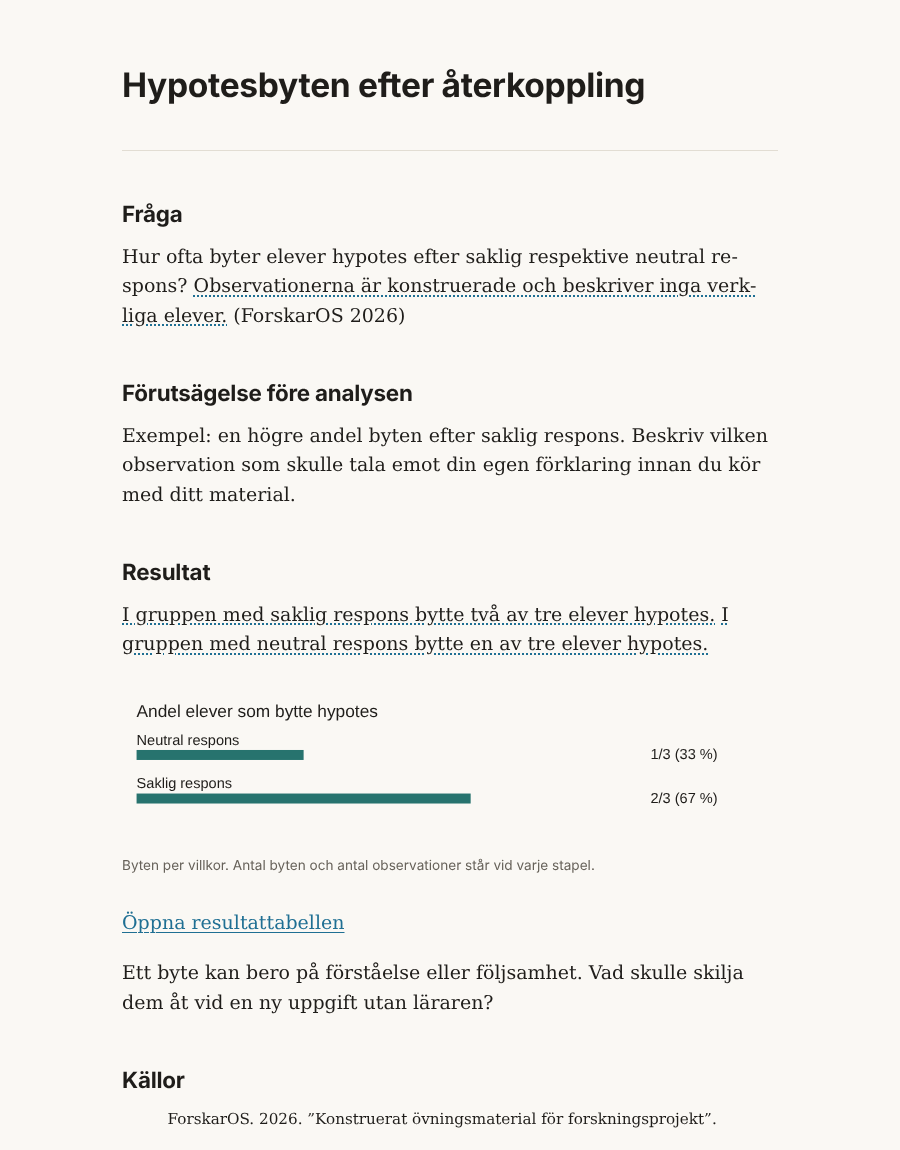 Hypotesbyten efter återkoppling
Fråga
Hur ofta byter elever hypotes efter saklig respektive neutral re-
spons? Observationerna är konstruerade och beskriver inga verk-
liga elever. (ForskarOS 2026)
Förutsägelse före analysen
Exempel: en högre andel byten efter saklig respons. Beskriv vilken
observation som skulle tala emot din egen förklaring innan du kör
med ditt material.
Resultat
I gruppen med saklig respons bytte två av tre elever hypotes. I
gruppen med neutral respons bytte en av tre elever hypotes.
Andel elever som bytte hypotes
Neutral respons
1/3 (33 %)
Saklig respons
2/3 (67 %)
Byten per villkor. Antal byten och antal observationer står vid varje stapel.
Öppna resultattabellen
Ett byte kan bero på förståelse eller följsamhet. Vad skulle skilja
dem åt vid en ny uppgift utan läraren?
Källor
ForskarOS. 2026. ”Konstruerat övningsmaterial för forskningsprojekt”.